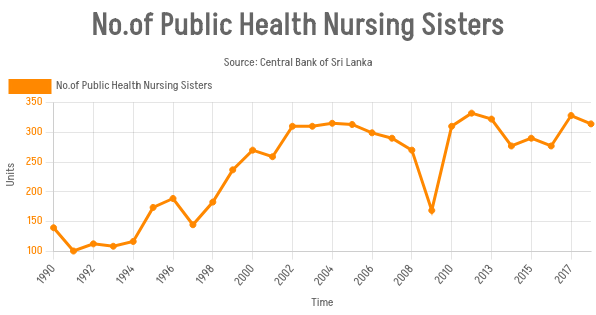 No.of Public Health Nursing Sisters
Source: Central Bank of Sri Lanka
No.of Public Health Nursing Sisters
350
300
250
200
150
100
Units
1990 1992 1994 1996 1998 2000 2002 2004 2006 2008 2010 2013 2015 2017
Time